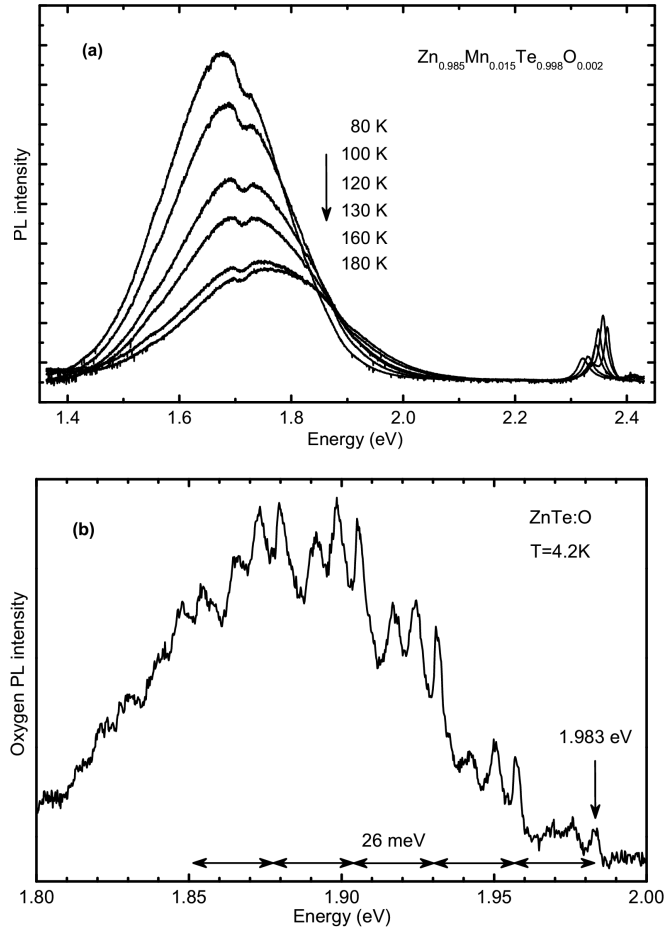 (a)
Zn0.985Mn0.015Te0.998O0.002
80 K
100 K
120 K
130 K
160 K
180 K
PL intensity
1.4 1.6 1.8 2.0 2.2 2.4
Energy (eV)
(b)
ZnTe:O
T=4.2K
Oxygen PL intensity
1.983 eV
26 meV
1.80 1.85 1.90 1.95 2.00
Energy (eV)